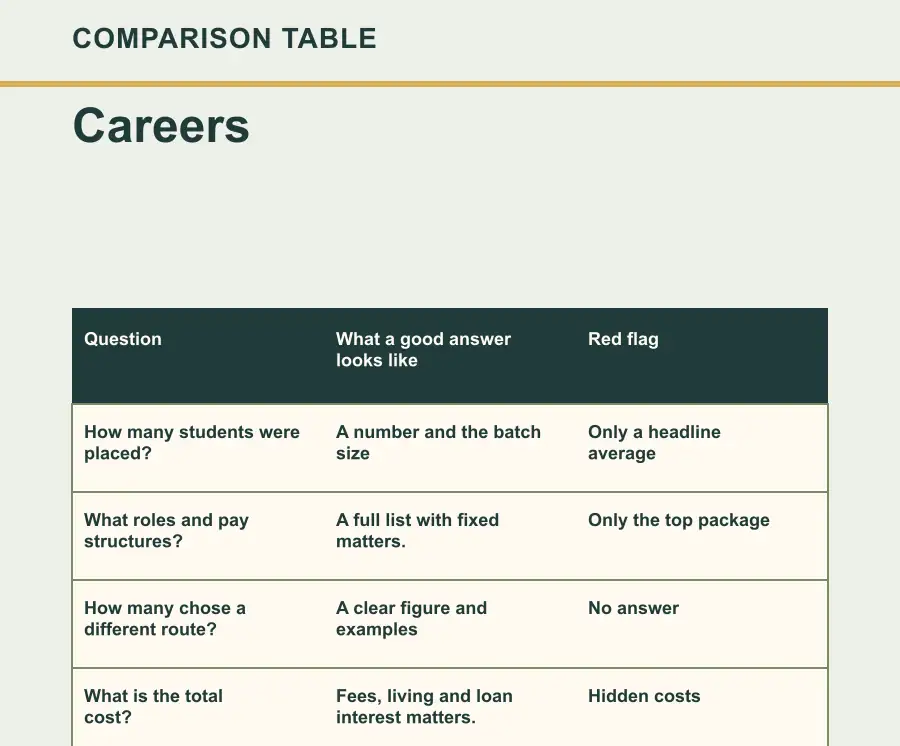 COMPARISON TABLE
Careers
Question
What a good answer
looks like
Red flag
How many students were
placed?
A number and the batch
size
Only a headline
average
What roles and pay
structures?
A full list with fixed
matters.
Only the top package
How many chose a
different route?
A clear figure and
examples
No answer
What is the total
cost?
Fees, living and loan
interest matters.
Hidden costs